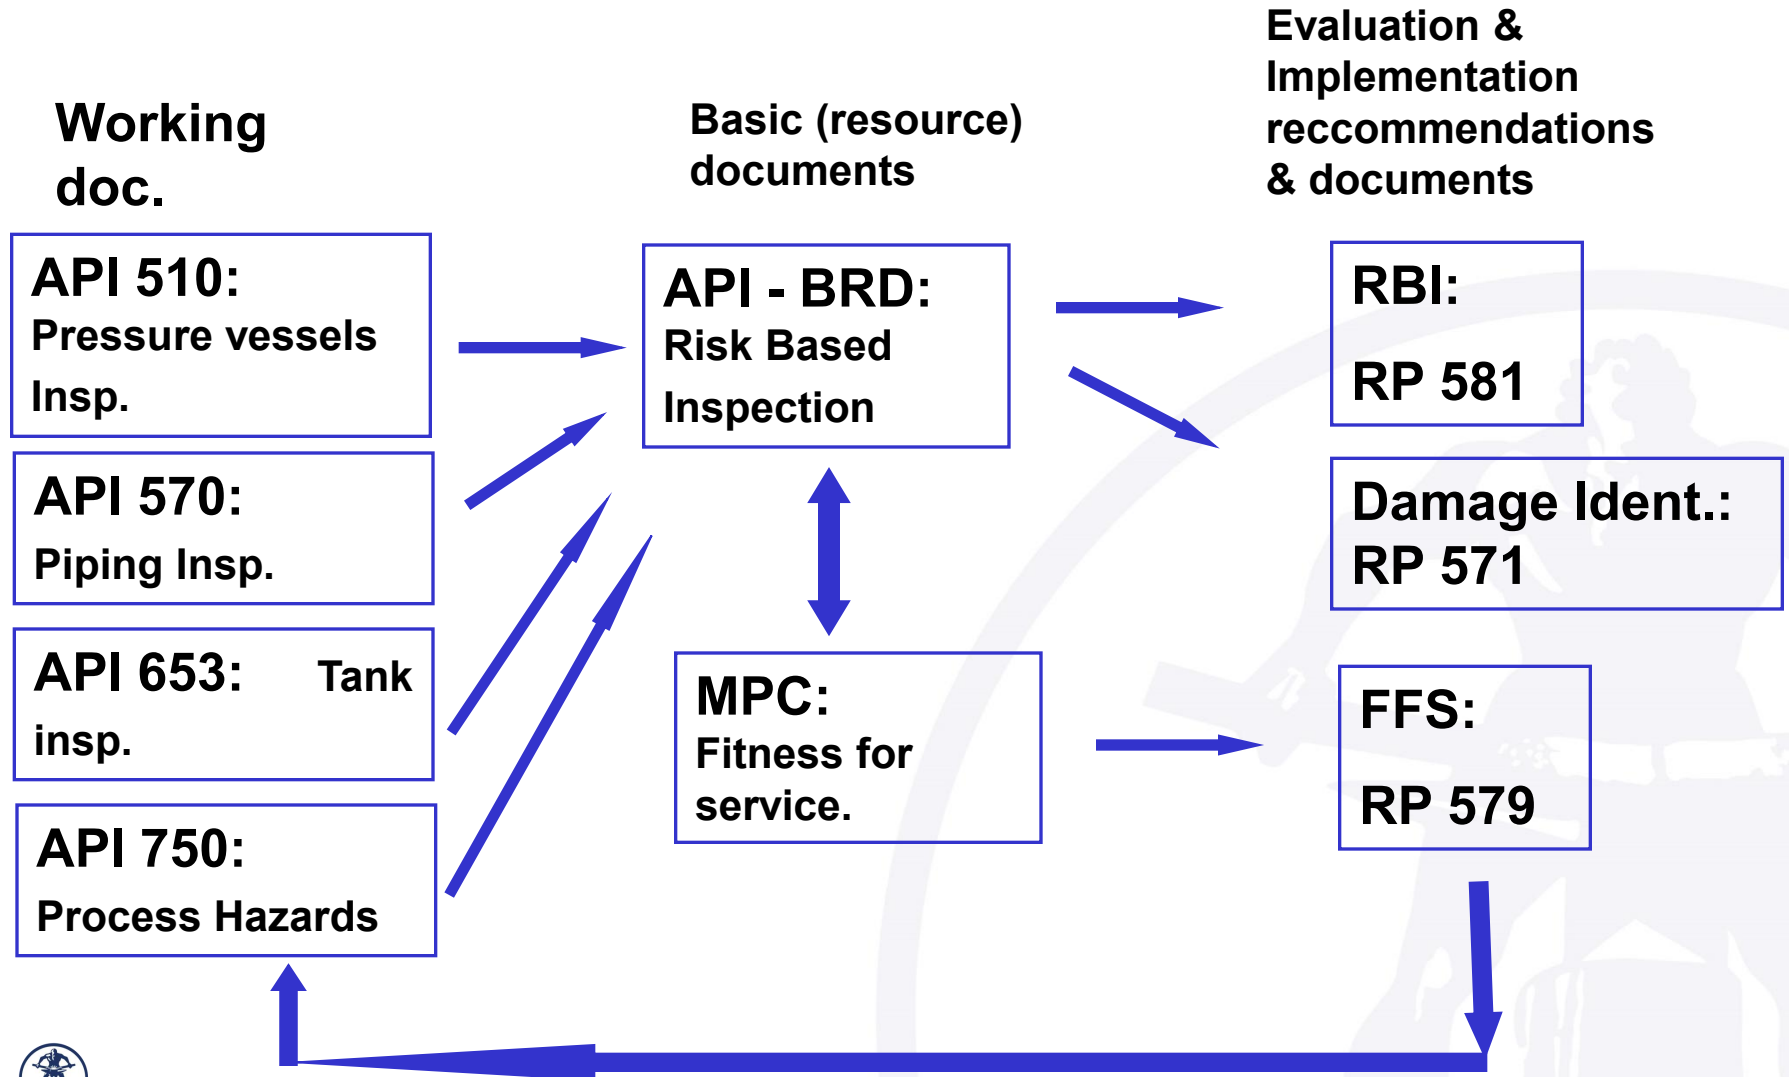 Working
doc.
Basic (resource)
documents
Evaluation &
Implementation
reccommendations
& documents
API 510:
Pressure vessels
Insp.
API 570:
Piping Insp.
API 653: Tank
insp.
API 750:
Process Hazards
API - BRD:
Risk Based
Inspection
MPC:
Fitness for
service.
RBI:
RP 581
Damage Ident.:
RP 571
FFS:
RP 579